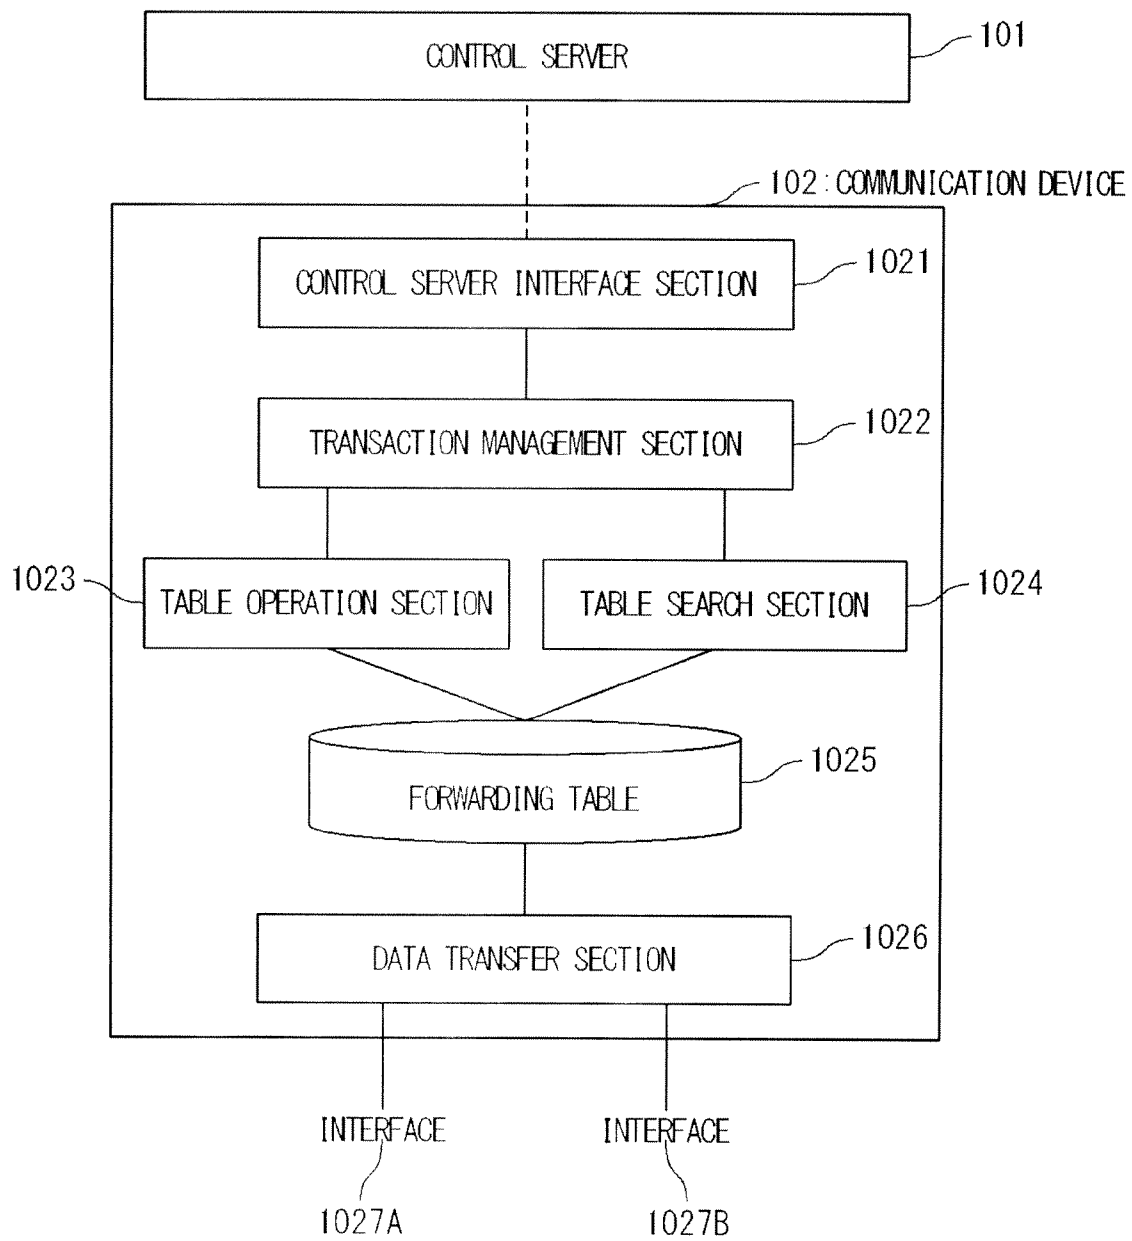 CONTROL SERVER
101
102:COMMUNICATION DEVICE
CONTROL SERVER INTERFACE SECTION
1021
TRANSACTION MANAGEMENT SECTION
1022
1023
TABLE OPERATION SECTION
TABLE SEARCH SECTION
1024
FORWARDING TABLE
1025
DATA TRANSFER SECTION
1026
INTERFACE
INTERFACE
1027A
1027B